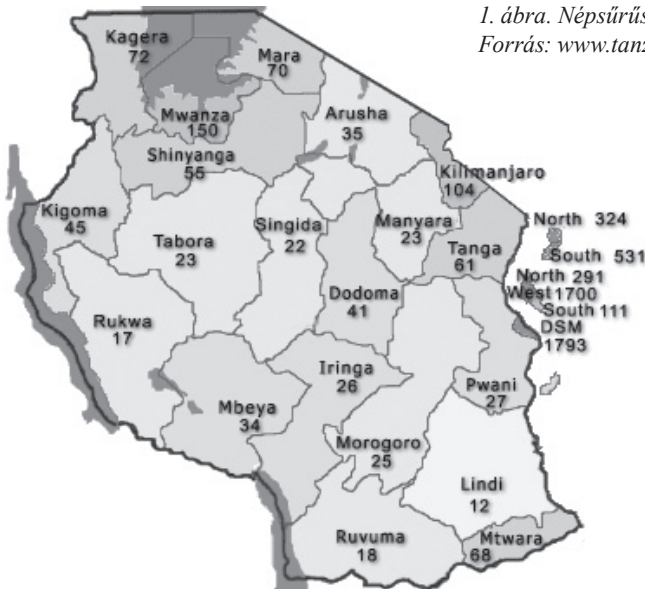 1. ábra. Népsűrűs
Forrás: www.tanz
Kagera
72
Mara
70
Mwanza
150
Arusha
35
Shinyanga
55
Kilimanjaro
104
Kigoma
45
Tabora
23
Singida
22
Manyara
23
Tanga
61
North 324
South 531
North 291
West 1700
South 111
DSM
1793
Dodoma
41
Rukwa
17
Iringa
26
Pwani
27
Mbeya
34
Morogoro
25
Lindi
12
Ruvuma
18
Mtwara
68